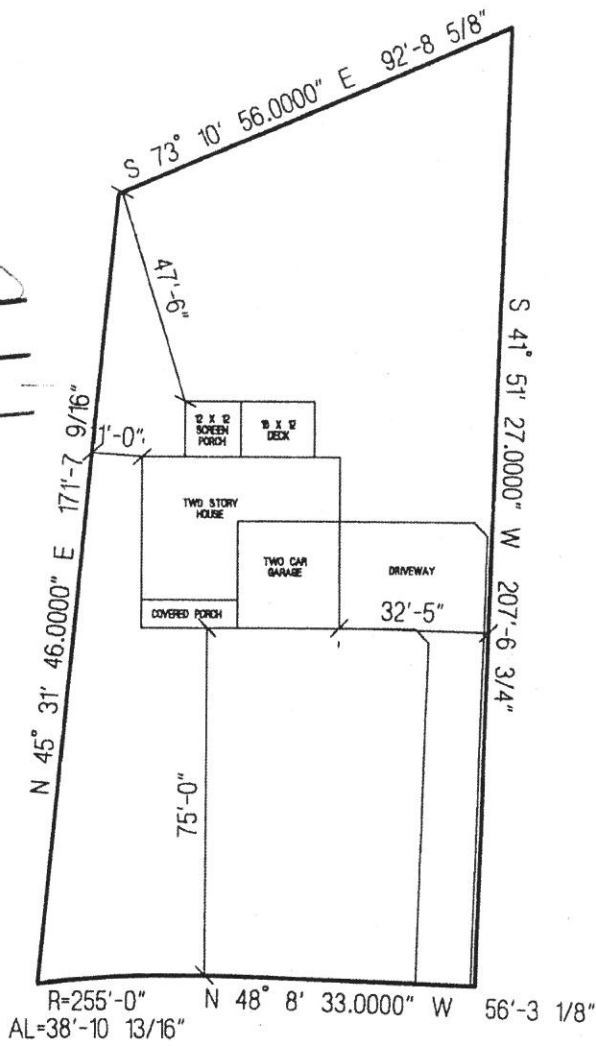 S 73° 10' 56.0000" E 92'-8 5/8"
47'-6"
S 41° 51' 27.0000" W 207'-6 3/4"
12 X 12
SCREEN
PORCH
DECK
1'-0"
N 45° 31' 46.0000" E 171'-7 9/16"
TWO STORY
HOUSE
TWO CAR
GARAGE
DRIVEWAY
COVERED PORCH
32'-5"
75'-0"
R=255'-0"
AL=38'-10 13/16"
N 48° 8' 33.0000" W 56'-3 1/8"